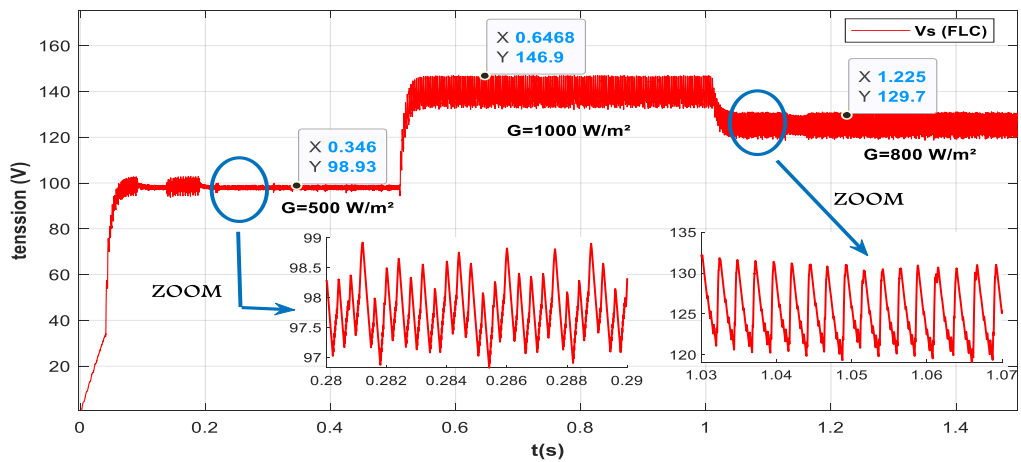 Vs (FLC)
X 0.6468
Y 146.9
X 1.225
Y 129.7
X 0.346
Y 98.93
G=1000 W/m²
G=800 W/m²
G=500 W/m²
ZOOM
ZOOM
tenssion (V)
160
140
120
100
80
60
40
20
99
98.5
98
97.5
97
0.28
0.282
0.284
0.286
0.288
0.29
135
130
125
120
1.03
1.04
1.05
1.06
1.07
0
0.2
0.4
0.6
0.8
1
1.2
1.4
t(s)